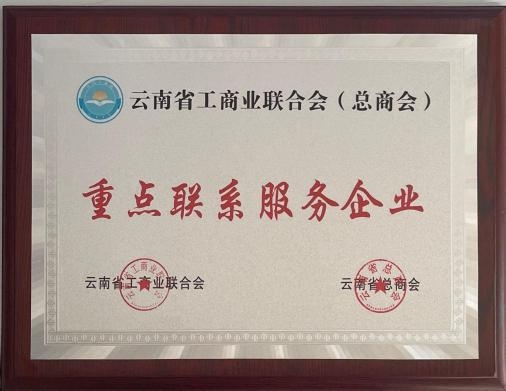 云南省工商业联合会（总商会）
重点联系服务企业
云南省工商业联合会 云南省总商会